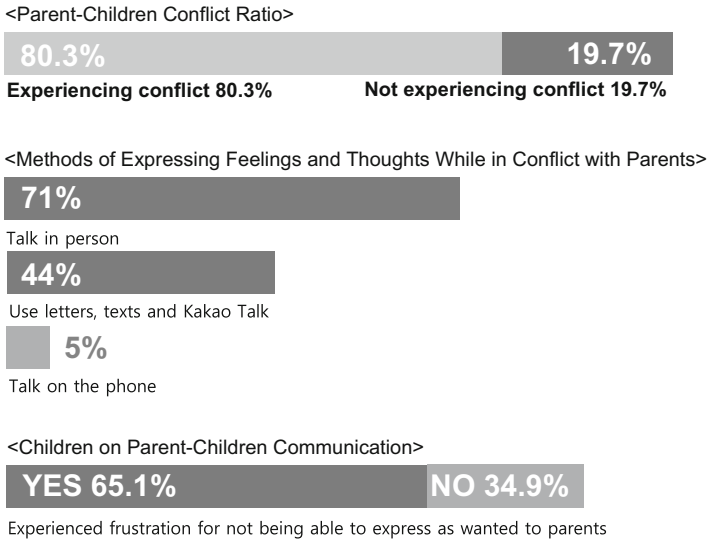 <Parent-Children Conflict Ratio>
80.3% 19.7%
Experiencing conflict 80.3% Not experiencing conflict 19.7%
<Methods of Expressing Feelings and Thoughts While in Conflict with Parents>
71%
Talk in person
44%
Use letters, texts and Kakao Talk
5%
Talk on the phone
<Children on Parent-Children Communication>
YES 65.1% NO 34.9%
Experienced frustration for not being able to express as wanted to parents